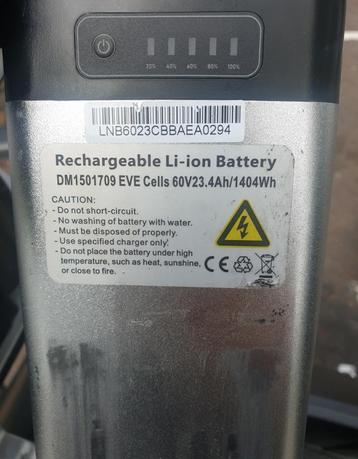 20% 40% 60% 80% 100%
LNB6023CBBAEA0294
Rechargeable Li-ion Battery
DM1501709 EVE Cells 60V23.4Ah/1404Wh
CAUTION:
- Do not short-circuit.
- No washing of battery with water.
- Must be disposed of properly.
- Use specified charger only!
- Do not place the battery under high
temperature, such as heat, sunshine,
or close to fire.
CE